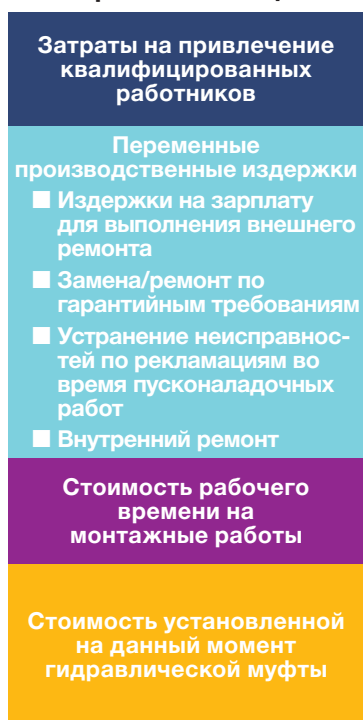 Затраты на привлечение
квалифицированных
работников
Переменные
производственные издержки
■ Издержки на зарплату
для выполнения внешнего
ремонта
■ Замена/ремонт по
гарантийным требованиям
■ Устранение неисправнос-
тей по рекламациям во
время пусконаладочных
работ
■ Внутренний ремонт
Стоимость рабочего
времени на
монтажные работы
Стоимость установленной
на данный момент
гидравлической муфты